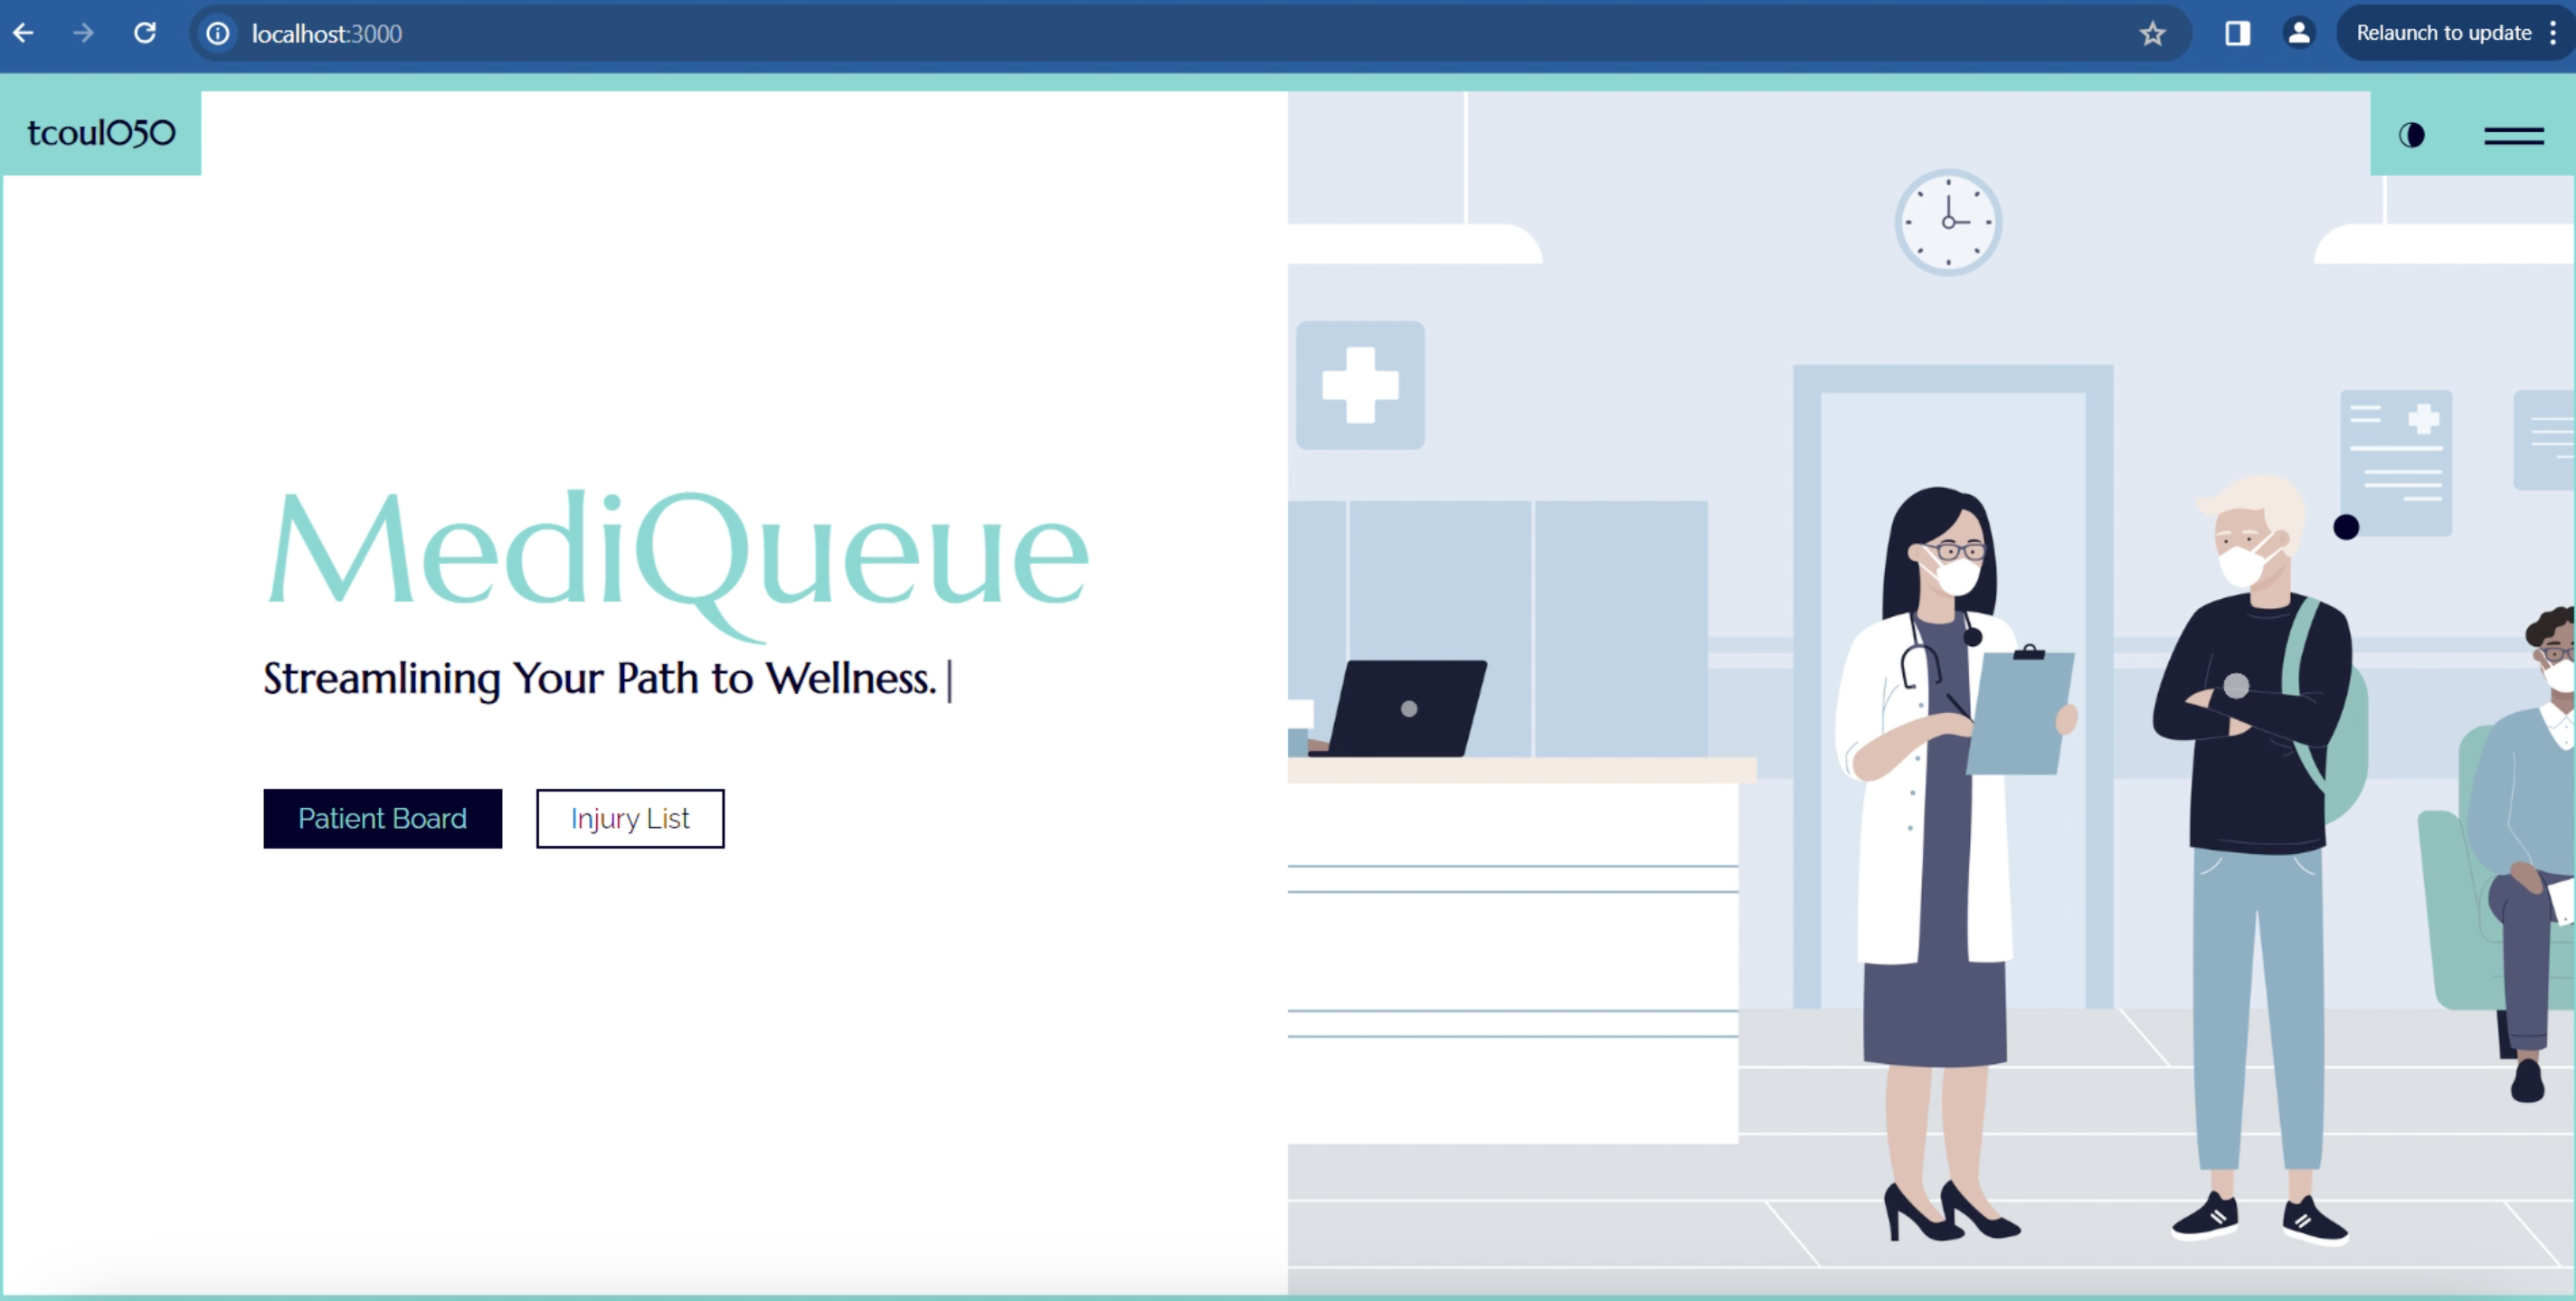 localhost:3000
Relaunch to update
tcoul050
MediQueue
Streamlining Your Path to Wellness.|
Patient Board
Injury List